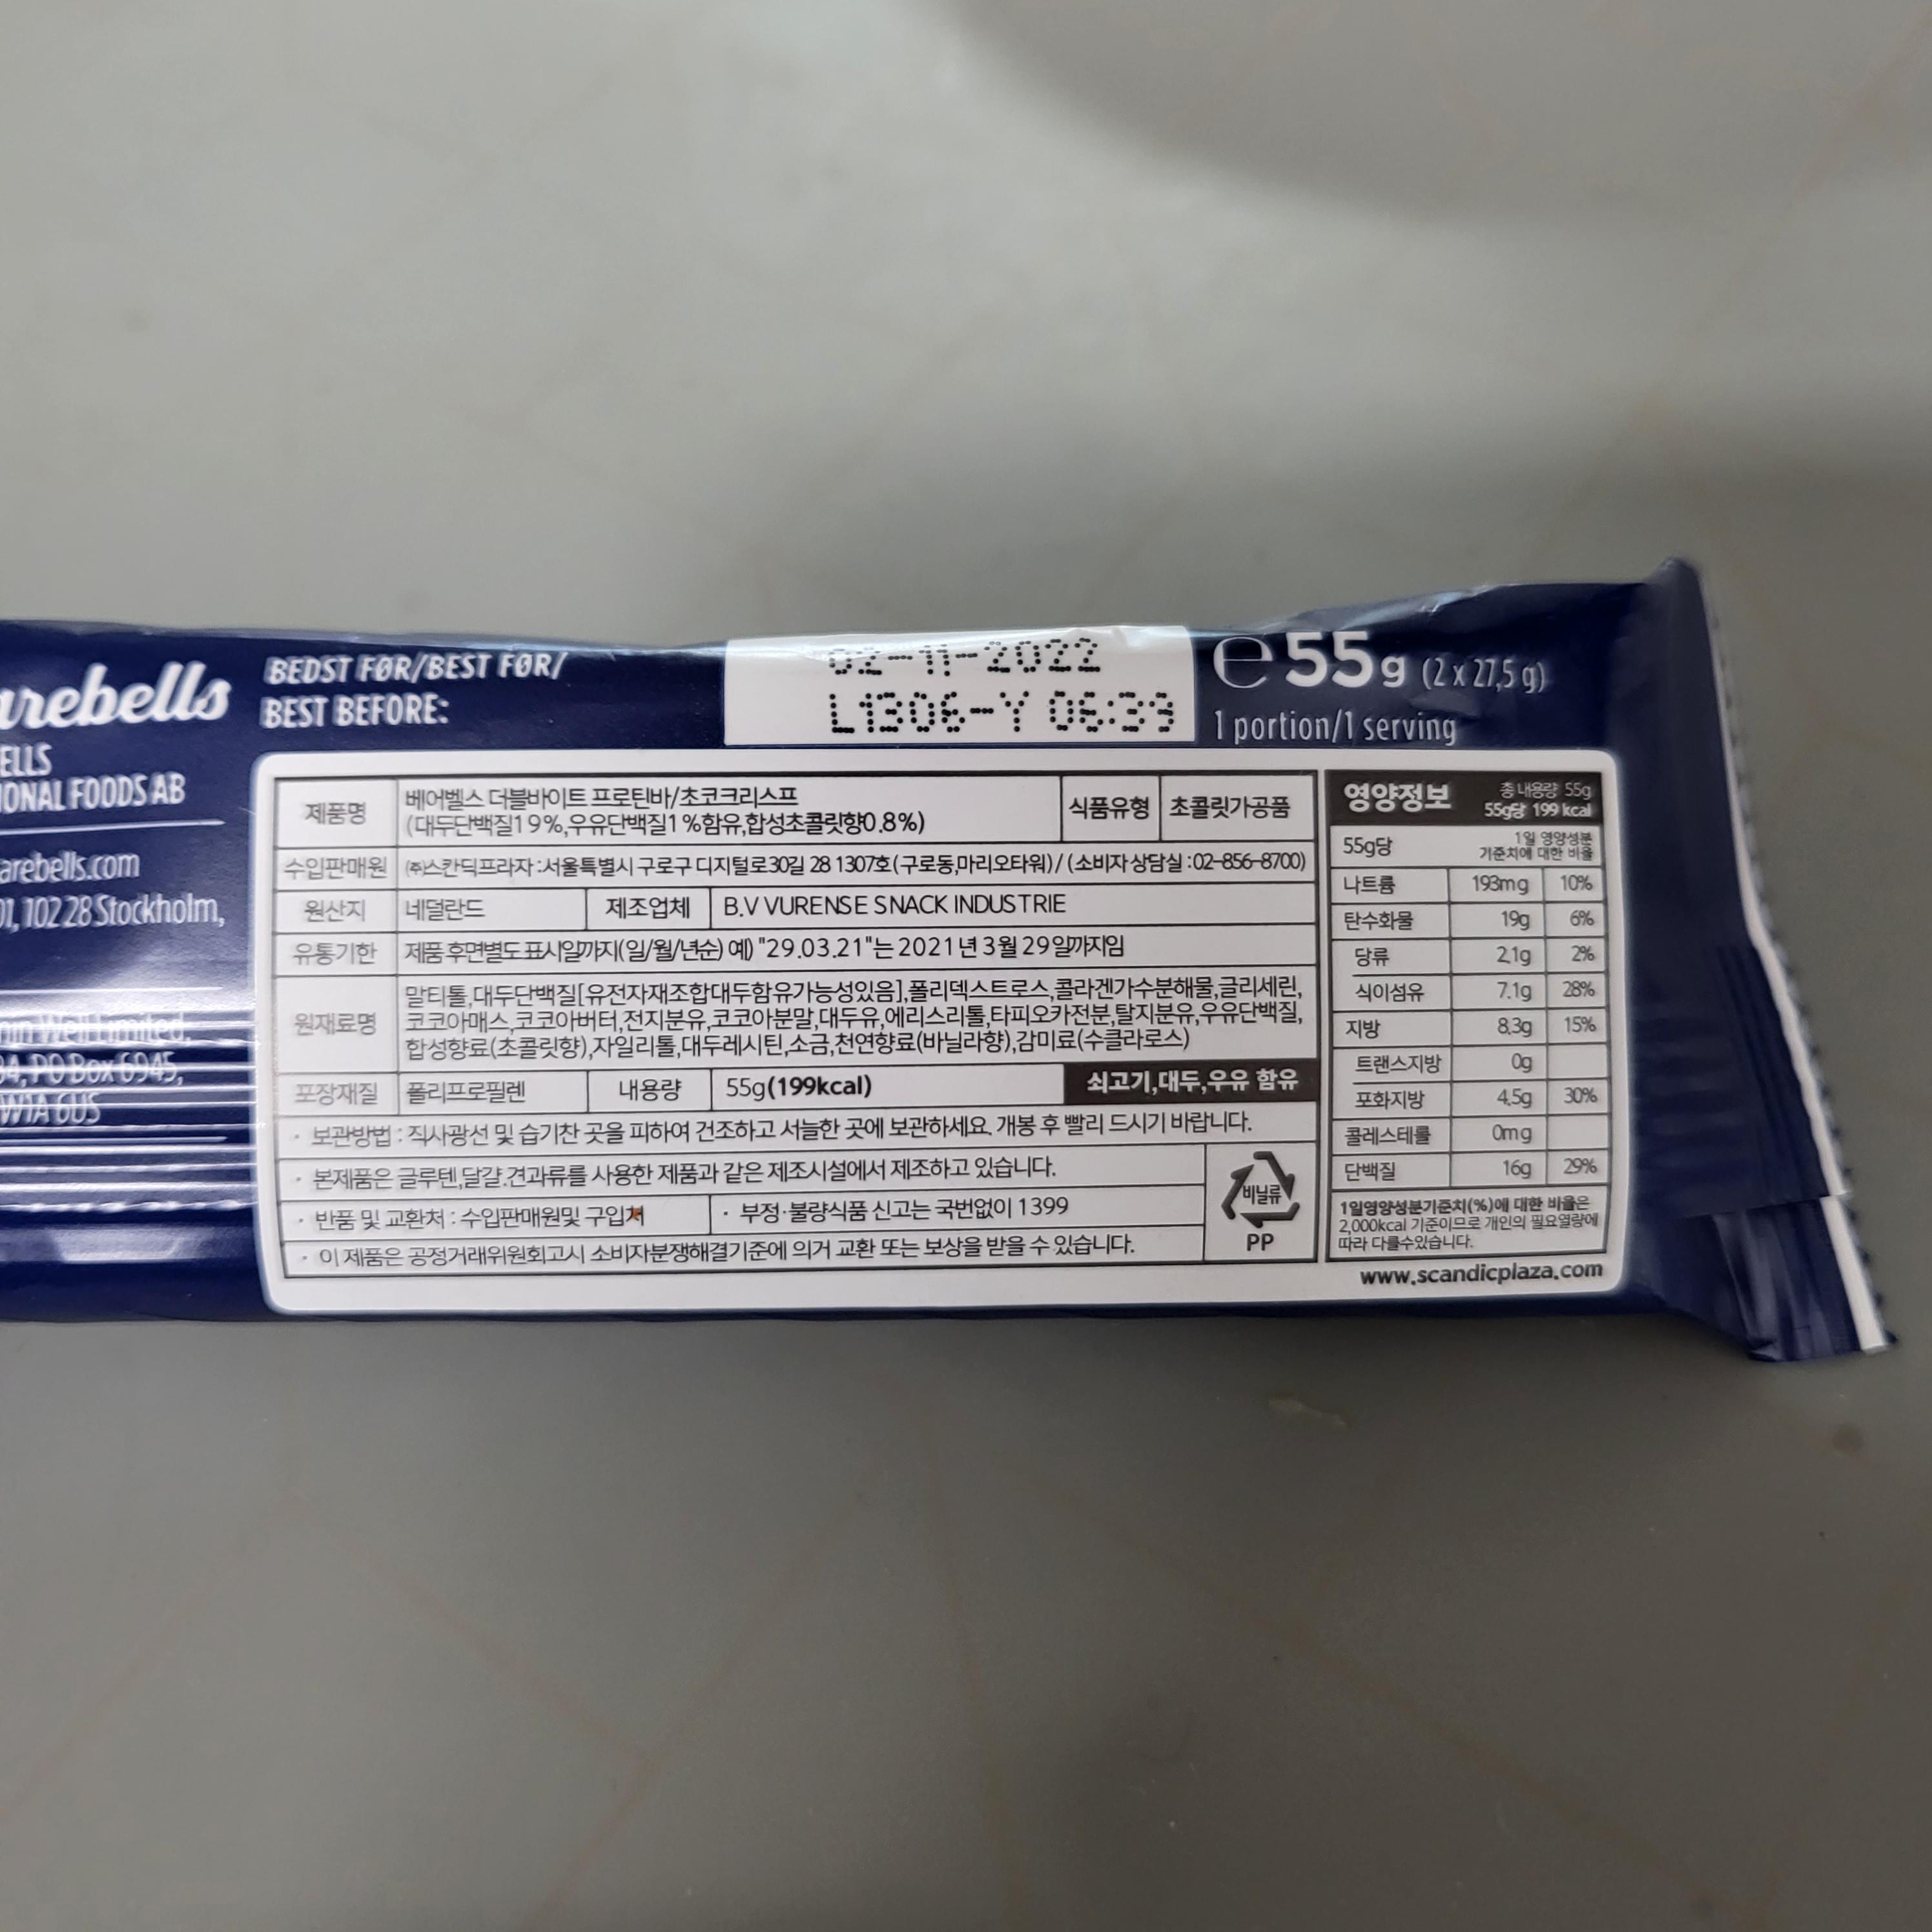 arebells
ELLS
IONAL FOODS AB
arebells.com
01, 102 28 Stockholm,
Well Limited,
34, PO Box 6945,
W1A 6US
BEDST FØR/BEST FØR/
BEST BEFORE:
02-11-2022
L1306-Y 06:39
e 55g (2 x 27,5 g)
1 portion/1 serving
제품명 베어벨스 더블바이트 프로틴바/초코크리스프
(대두단백질19%,우유단백질1%함유,합성초콜릿향0.8%)
식품유형 초콜릿가공품
수입판매원 ㈜스칸딕프라자:서울특별시 구로구 디지털로30길 28 1307호(구로동,마리오타워)/(소비자 상담실:02-856-8700)
원산지 네덜란드 제조업체 B.V VURENSE SNACK INDUSTRIE
유통기한 제품 후면별도 표시일까지(일/월/년순) 예) "29.03.21"는 2021년 3월 29일까지임
원재료명 말티톨,대두단백질[유전자재조합대두함유가능성있음],폴리덱스트로스,콜라겐가수분해물,글리세린,
코코아매스,코코아버터,전지분유,코코아분말,대두유,에리스리톨,타피오카전분,탈지분유,우유단백질,
합성향료(초콜릿향),자일리톨,대두레시틴,소금,천연향료(바닐라향),감미료(수클라로스)
포장재질 폴리프로필렌 내용량 55g(199kcal) 쇠고기,대두,우유 함유
· 보관방법 : 직사광선 및 습기찬 곳을 피하여 건조하고 서늘한 곳에 보관하세요. 개봉 후 빨리 드시기 바랍니다.
· 본제품은 글루텐,달걀.견과류를 사용한 제품과 같은 제조시설에서 제조하고 있습니다.
· 반품 및 교환처 : 수입판매원및 구입처 · 부정·불량식품 신고는 국번없이 1399
· 이 제품은 공정거래위원회고시 소비자분쟁해결기준에 의거 교환 또는 보상을 받을 수 있습니다.
비닐류
PP
영양정보 총 내용량 55g
55g당 199 kcal
55g당 1일 영양성분
기준치에 대한 비율
나트륨 193mg 10%
탄수화물 19g 6%
당류 2.1g 2%
식이섬유 7.1g 28%
지방 8.3g 15%
트랜스지방 0g
포화지방 4.5g 30%
콜레스테롤 0mg
단백질 16g 29%
1일영양성분기준치(%)에 대한 비율은
2,000kcal 기준이므로 개인의 필요열량에
따라 다를수있습니다.
www.scandicplaza.com